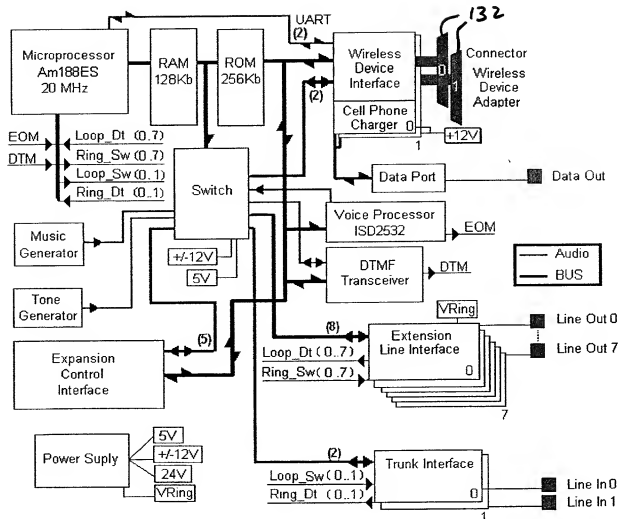 132
UART
(2)
Microprocessor
Am188ES
20 MHz
RAM
128Kb
ROM
256Kb
Wireless
Device
Interface
Connector
0
1
Wireless
Device
Adapter
(2)
Cell Phone
Charger
0
1
+12V
EOM
DTM
Loop_Dt (0..7)
Ring_Sw (0..7)
Loop_Sw (0..1)
Ring_Dt (0..1)
Switch
Data Port
Data Out
Voice Processor
ISD2532
EOM
Music
Generator
+/-12V
5V
DTMF
Transceiver
DTM
Audio
BUS
Tone
Generator
VRing
(5)
(8)
Extension
Line Interface
0
7
Line Out 0
Line Out 7
Loop_Dt (0..7)
Ring_Sw (0..7)
Expansion
Control
Interface
Power Suply
5V
+/-12V
24V
VRing
(2)
Loop_Sw (0..1)
Ring_Dt (0..1)
Trunk Interface
0
1
Line In 0
Line In 1